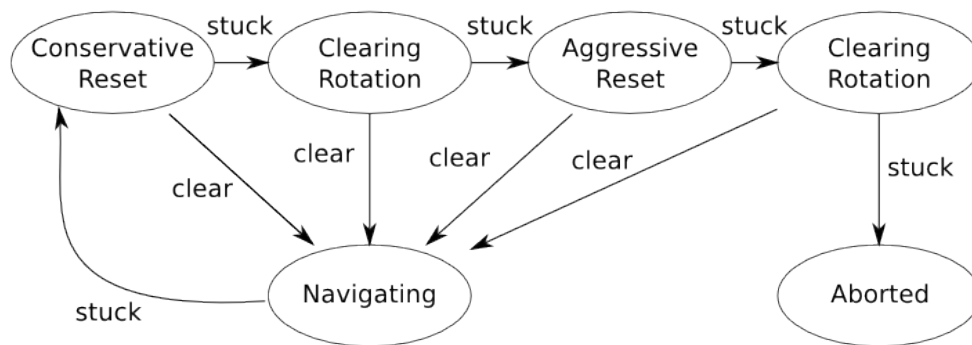 stuck
stuck
stuck
Conservative
Reset
Clearing
Rotation
Aggressive
Reset
Clearing
Rotation
clear
clear
clear
clear
stuck
Navigating
Aborted
stuck